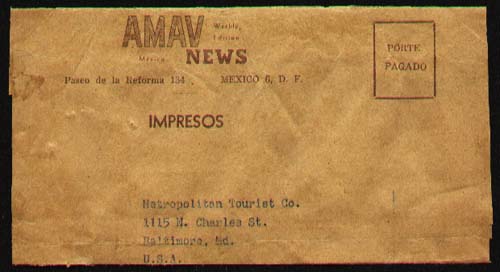 AMAV Weekly
Edition
Mexico NEWS
Paseo de la Reforma 134 MEXICO 6, D. F.
PORTE
PAGADO
IMPRESOS
Metropolitan Tourist Co.
1115 N. Charles St.
Baltimore, Md.
U.S.A.